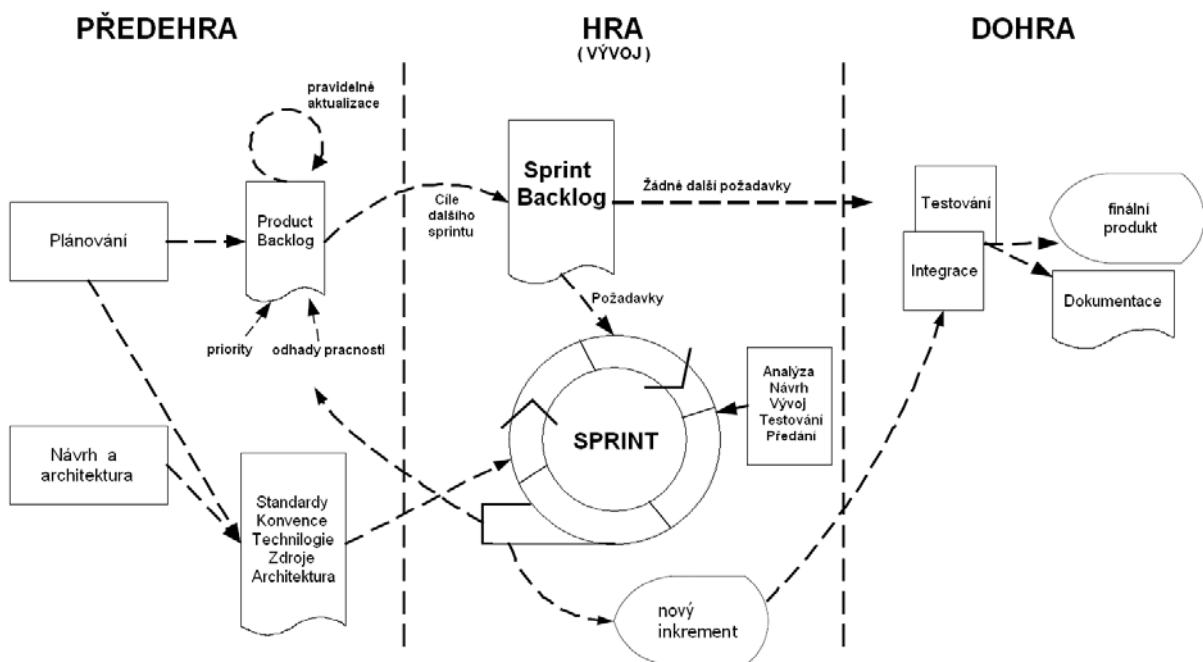 PŘEDEHRA
HRA
( VÝVOJ )
DOHRA
pravidelné
aktualizace
Plánování
Product
Backlog
priority
odhady pracnosti
Návrh a
architektura
Standardy
Konvence
Technilogie
Zdroje
Architektura
Cíle
dalšího
sprintu
Sprint
Backlog
Žádné další požadavky
Požadavky
SPRINT
Analýza
Návrh
Vývoj
Testování
Předání
nový
inkrement
Testování
Integrace
finální
produkt
Dokumentace